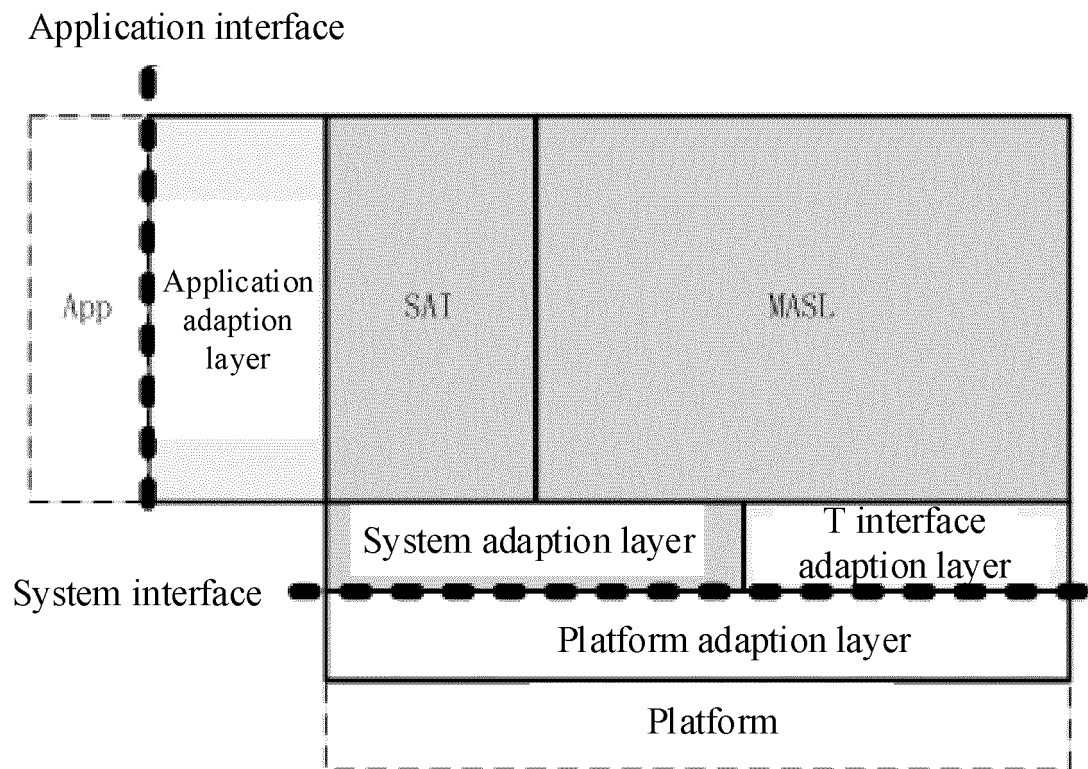 Application interface
App
Application
adaption
layer
SAI
MASL
System adaption layer
T interface
adaption layer
System interface
Platform adaption layer
Platform